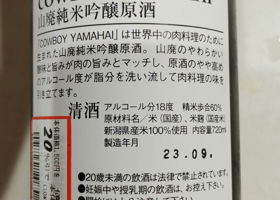 COWBOY YAMAHAI
山廃純米吟醸原酒
「COWBOY YAMAHAI」は世界中の肉料理のために
生まれた山廃純米吟醸原酒。山廃のやわらかい
酸味と旨みが肉の旨みとマッチし、原酒のやや高め
のアルコール度が脂分を洗い流して肉料理の味を
引き立てます。
清酒
アルコール分18度 精米歩合60%
原材料名/米(国産)、米麹(国産)
新潟県産米100%使用 内容量720ml
製造年月
23.09.
20
●20歳未満の飲酒は法律で禁止されています。
●妊娠中や授乳期の飲酒は、お控え下さい。